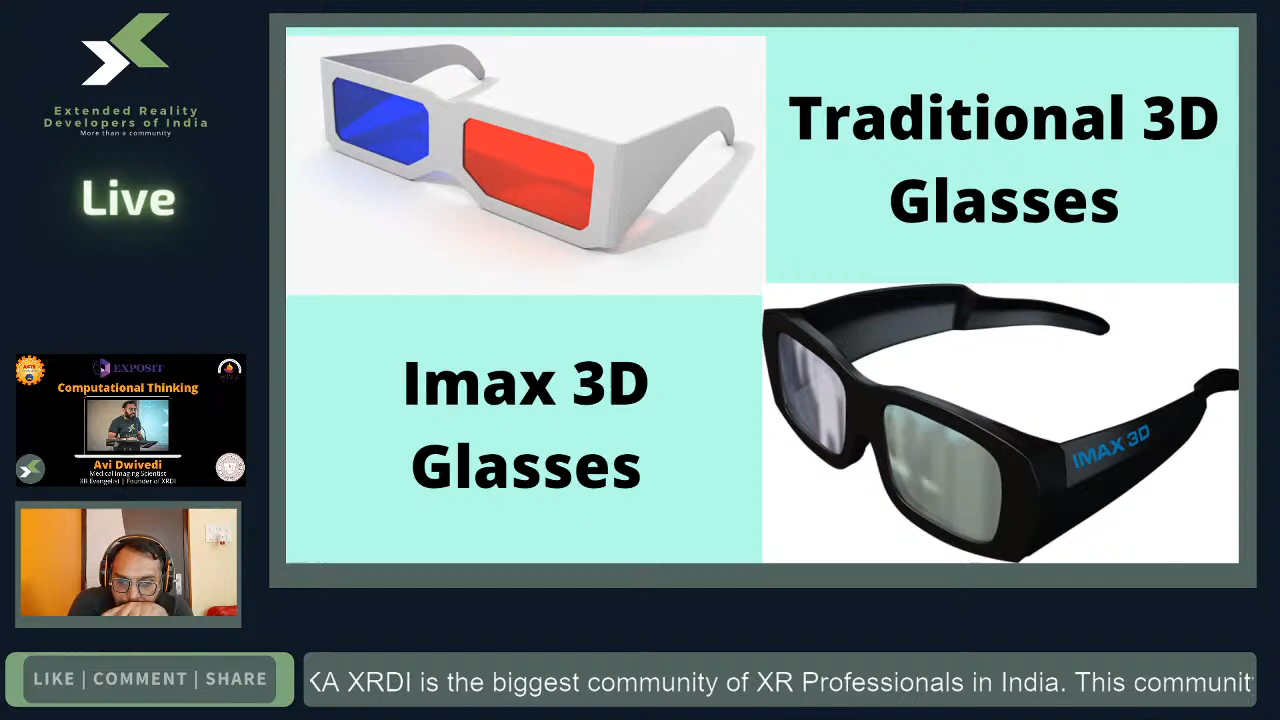 Extended Reality
Developers of India
More than a community
Live
EXPOSIT
Computational Thinking
Avi Dwivedi
Medical Imaging Scientist
XR Evangelist | Founder of XRDI
Traditional 3D
Glasses
Imax 3D
Glasses
IMAX 3D
LIKE | COMMENT | SHARE
KA XRDI is the biggest community of XR Professionals in India. This communit